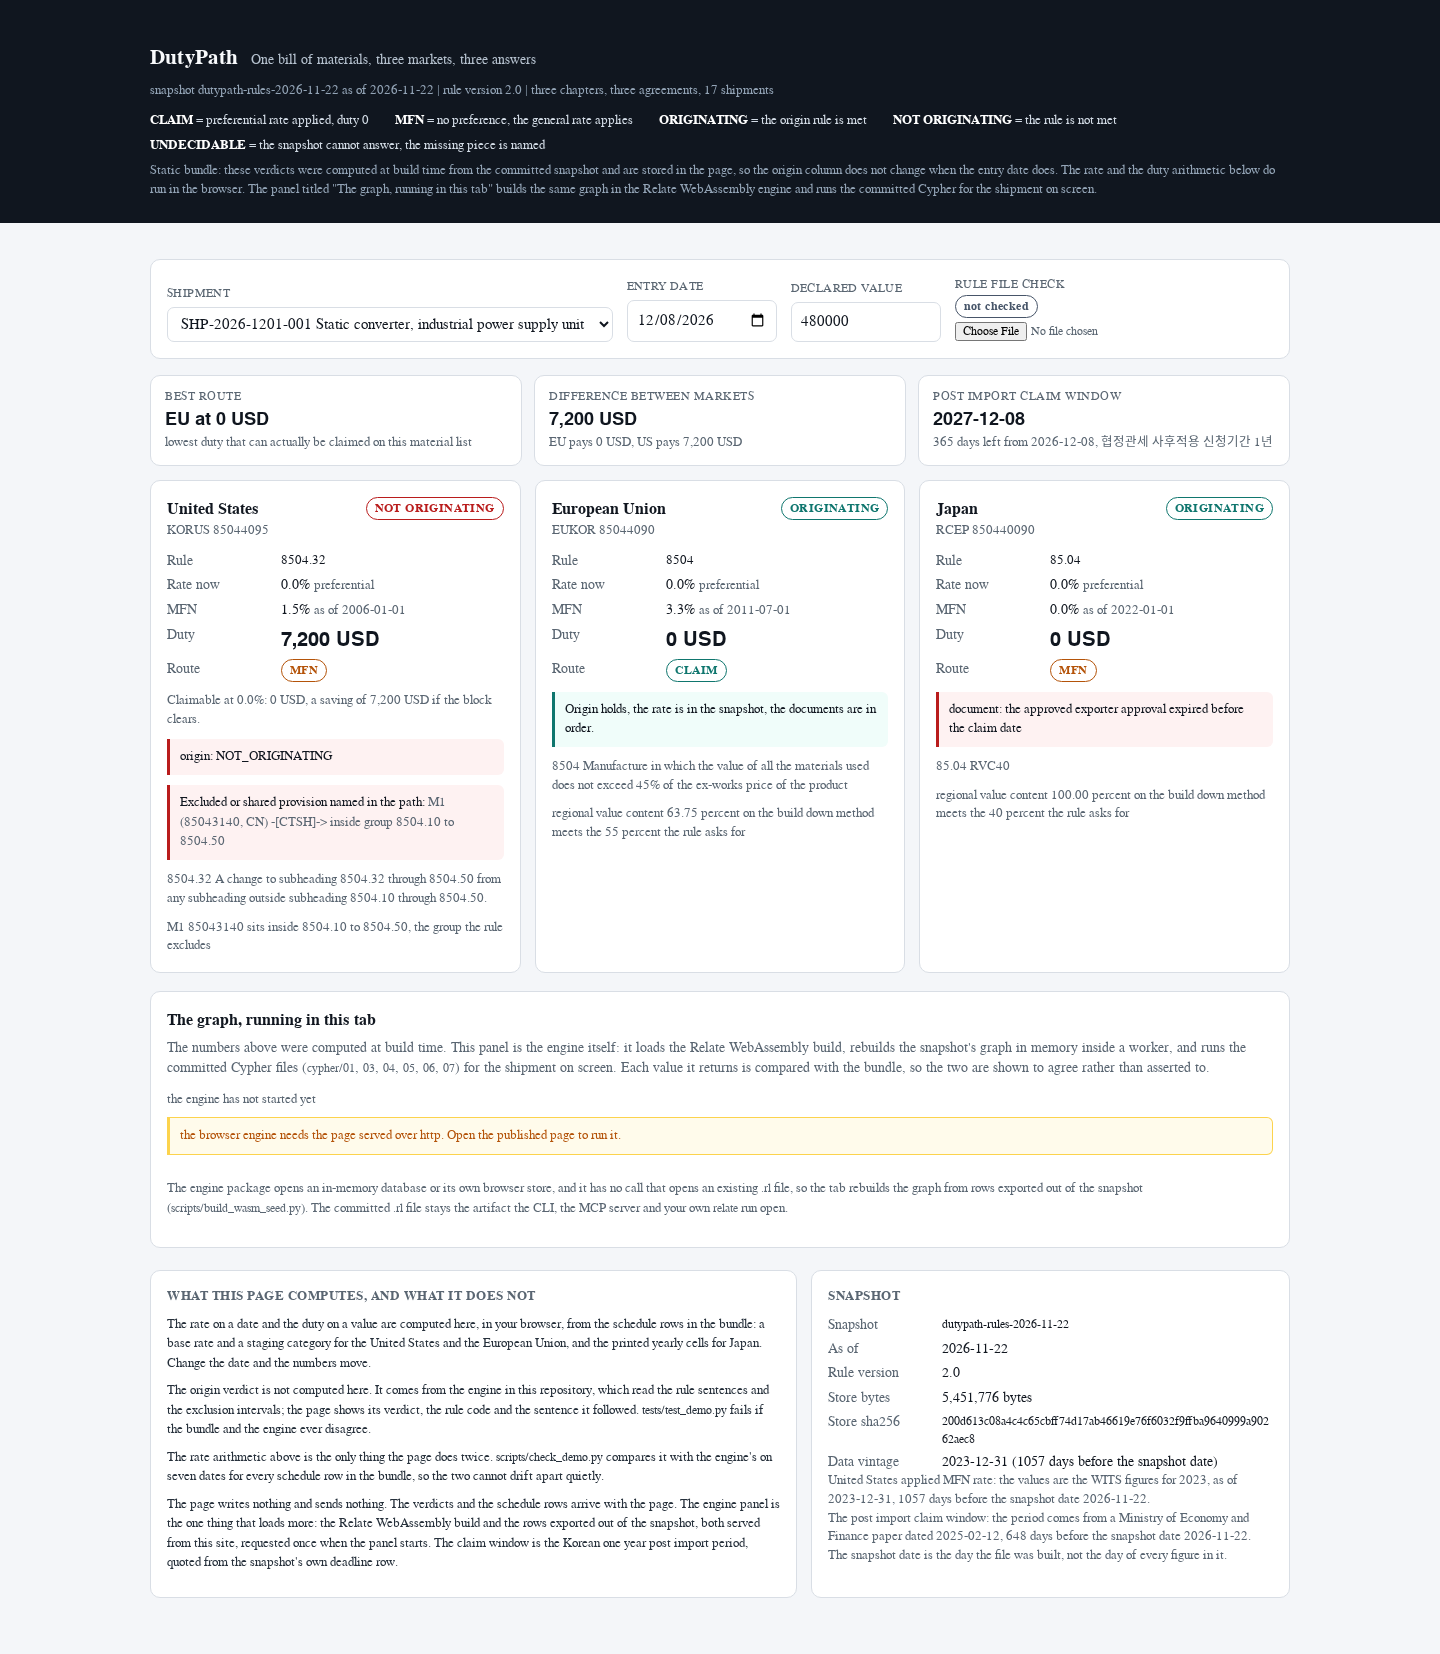 DutyPath One bill of materials, three markets, three answers
snapshot dutypath-rules-2026-11-22 as of 2026-11-22 | rule version 2.0 | three chapters, three agreements, 17 shipments
CLAIM = preferential rate applied, duty 0 MFN = no preference, the general rate applies ORIGINATING = the origin rule is met NOT ORIGINATING = the rule is not met
UNDECIDABLE = the snapshot cannot answer, the missing piece is named
Static bundle: these verdicts were computed at build time from the committed snapshot and are stored in the page, so the origin column does not change when the entry date does. The rate and the duty arithmetic below do
run in the browser. The panel titled "The graph, running in this tab" builds the same graph in the Relate WebAssembly engine and runs the committed Cypher for the shipment on screen.
SHIPMENT
SHP-2026-1201-001 Static converter, industrial power supply unit
ENTRY DATE
12/08/2026
DECLARED VALUE
480000
RULE FILE CHECK
not checked
Choose File No file chosen
BEST ROUTE
EU at 0 USD
lowest duty that can actually be claimed on this material list
DIFFERENCE BETWEEN MARKETS
7,200 USD
EU pays 0 USD, US pays 7,200 USD
POST IMPORT CLAIM WINDOW
2027-12-08
365 days left from 2026-12-08, 협정관세 사후적용 신청기간 1년
United States NOT ORIGINATING
KORUS 85044095
Rule 8504.32
Rate now 0.0% preferential
MFN 1.5% as of 2006-01-01
Duty 7,200 USD
Route MFN
Claimable at 0.0%: 0 USD, a saving of 7,200 USD if the block
clears.
origin: NOT_ORIGINATING
Excluded or shared provision named in the path: M1
(85043140, CN) -[CTSH]-> inside group 8504.10 to
8504.50
8504.32 A change to subheading 8504.32 through 8504.50 from
any subheading outside subheading 8504.10 through 8504.50.
M1 85043140 sits inside 8504.10 to 8504.50, the group the rule
excludes
European Union ORIGINATING
EUKOR 85044090
Rule 8504
Rate now 0.0% preferential
MFN 3.3% as of 2011-07-01
Duty 0 USD
Route CLAIM
Origin holds, the rate is in the snapshot, the documents are in
order.
8504 Manufacture in which the value of all the materials used
does not exceed 45% of the ex-works price of the product
regional value content 63.75 percent on the build down method
meets the 55 percent the rule asks for
Japan ORIGINATING
RCEP 850440090
Rule 85.04
Rate now 0.0% preferential
MFN 0.0% as of 2022-01-01
Duty 0 USD
Route MFN
document: the approved exporter approval expired before
the claim date
85.04 RVC40
regional value content 100.00 percent on the build down method
meets the 40 percent the rule asks for
The graph, running in this tab
The numbers above were computed at build time. This panel is the engine itself: it loads the Relate WebAssembly build, rebuilds the snapshot's graph in memory inside a worker, and runs the
committed Cypher files (cypher/01, 03, 04, 05, 06, 07) for the shipment on screen. Each value it returns is compared with the bundle, so the two are shown to agree rather than asserted to.
the engine has not started yet
the browser engine needs the page served over http. Open the published page to run it.
The engine package opens an in-memory database or its own browser store, and it has no call that opens an existing .rl file, so the tab rebuilds the graph from rows exported out of the snapshot
(scripts/build_wasm_seed.py). The committed .rl file stays the artifact the CLI, the MCP server and your own relate run open.
WHAT THIS PAGE COMPUTES, AND WHAT IT DOES NOT
The rate on a date and the duty on a value are computed here, in your browser, from the schedule rows in the bundle: a
base rate and a staging category for the United States and the European Union, and the printed yearly cells for Japan.
Change the date and the numbers move.
The origin verdict is not computed here. It comes from the engine in this repository, which read the rule sentences and
the exclusion intervals; the page shows its verdict, the rule code and the sentence it followed. tests/test_demo.py fails if
the bundle and the engine ever disagree.
The rate arithmetic above is the only thing the page does twice. scripts/check_demo.py compares it with the engine's on
seven dates for every schedule row in the bundle, so the two cannot drift apart quietly.
The page writes nothing and sends nothing. The verdicts and the schedule rows arrive with the page. The engine panel is
the one thing that loads more: the Relate WebAssembly build and the rows exported out of the snapshot, both served
from this site, requested once when the panel starts. The claim window is the Korean one year post import period,
quoted from the snapshot's own deadline row.
SNAPSHOT
Snapshot dutypath-rules-2026-11-22
As of 2026-11-22
Rule version 2.0
Store bytes 5,451,776 bytes
Store sha256 200d613c08a4c4c65cbff74d17ab46619e76f6032f9ffba9640999a902
62aec8
Data vintage 2023-12-31 (1057 days before the snapshot date)
United States applied MFN rate: the values are the WITS figures for 2023, as of
2023-12-31, 1057 days before the snapshot date 2026-11-22.
The post import claim window: the period comes from a Ministry of Economy and
Finance paper dated 2025-02-12, 648 days before the snapshot date 2026-11-22.
The snapshot date is the day the file was built, not the day of every figure in it.